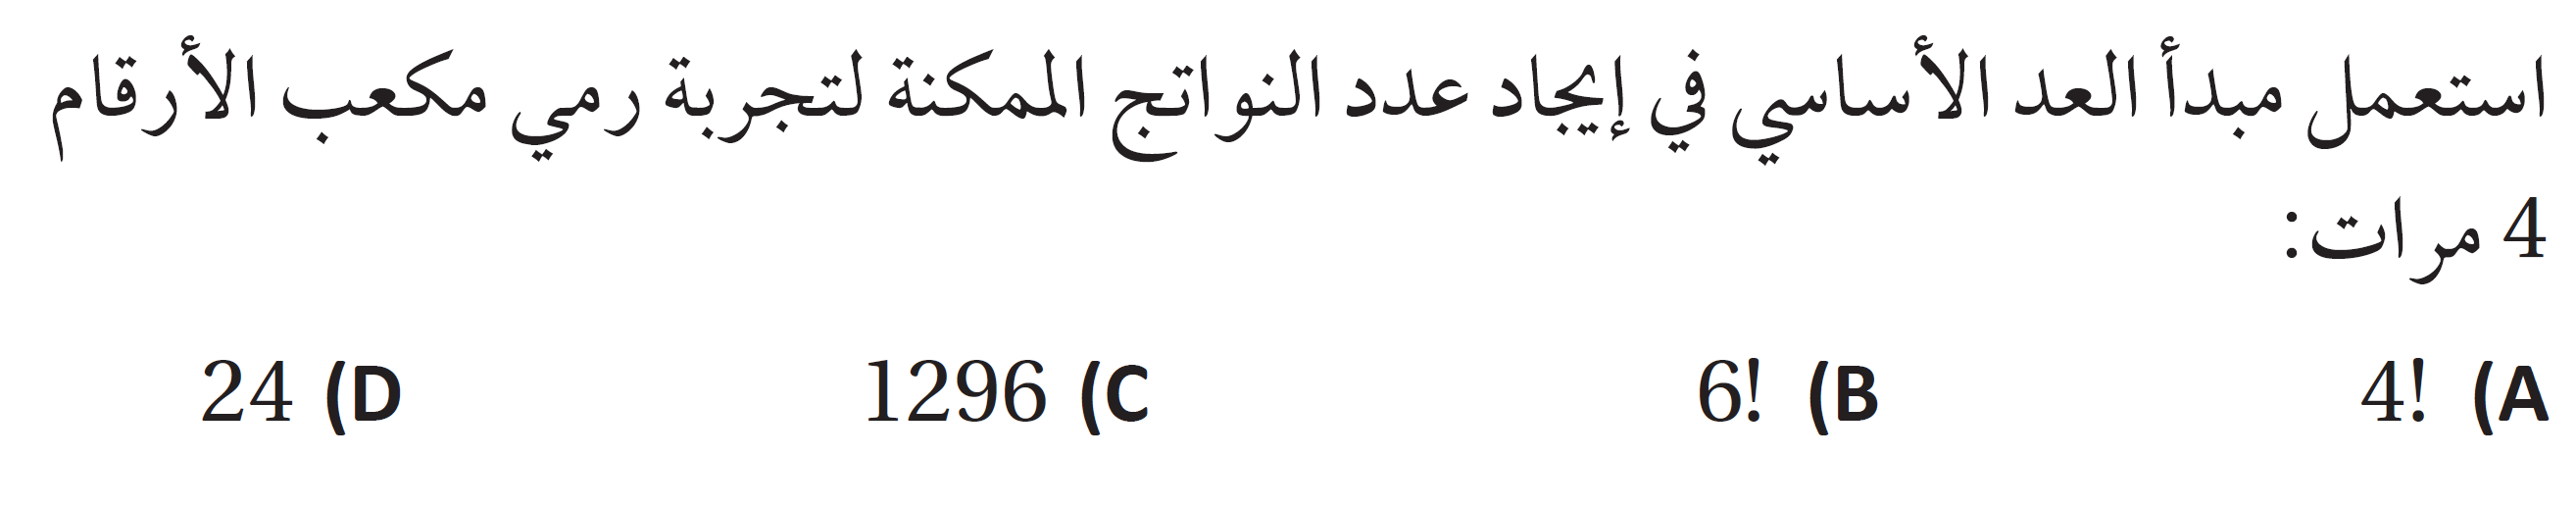 استعمل مبدأ العد الأساسي في إيجاد عدد النواتج الممكنة لتجربة رمي مكعب الأرقام
4 مرات:
A) 4! B) 6! C) 1296 D) 24